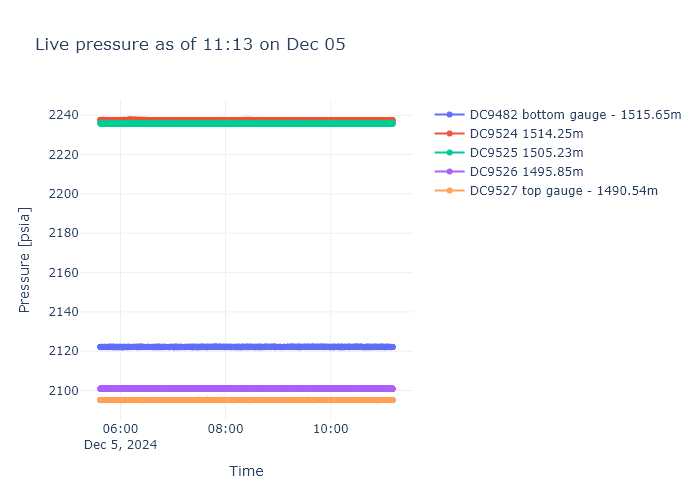 Live pressure as of 11:13 on Dec 05
Pressure [psia]
2240
2220
2200
2180
2160
2140
2120
2100
06:00
Dec 5, 2024
08:00
10:00
Time
DC9482 bottom gauge - 1515.65m
DC9524 1514.25m
DC9525 1505.23m
DC9526 1495.85m
DC9527 top gauge - 1490.54m